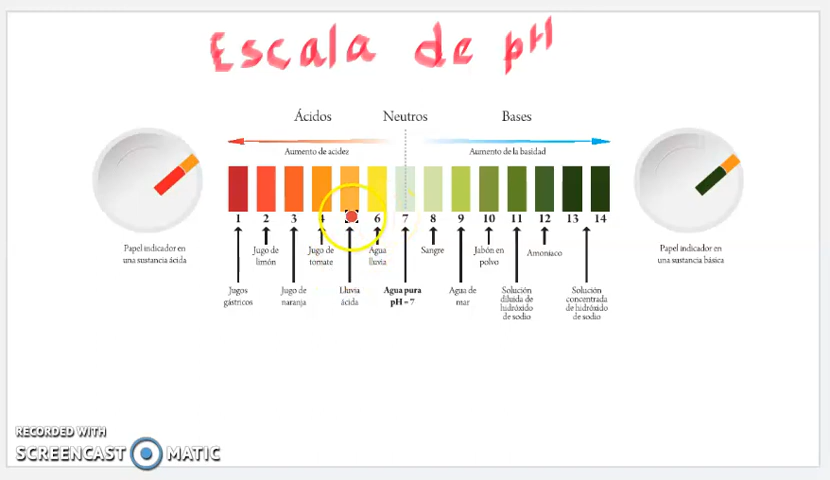 Escala de pH
Ácidos Neutros Bases
Aumento de acidez Aumento de la basidad
1 2 3 4 6 7 8 9 10 11 12 13 14
Papel indicador en
una sustancia ácida
Jugo de
limón
Jugo de
tomate
Agua
lluvia
Sangre
Jabón en
polvo
Amoniaco
Papel indicador en
una sustancia básica
Jugos
gástricos
Jugo de
naranja
Lluvia
ácida
Agua pura
pH = 7
Agua de
mar
Solución
diluida de
hidróxido
de sodio
Solución
concentrada
de hidróxido
de sodio
RECORDED WITH
SCREENCAST MATIC